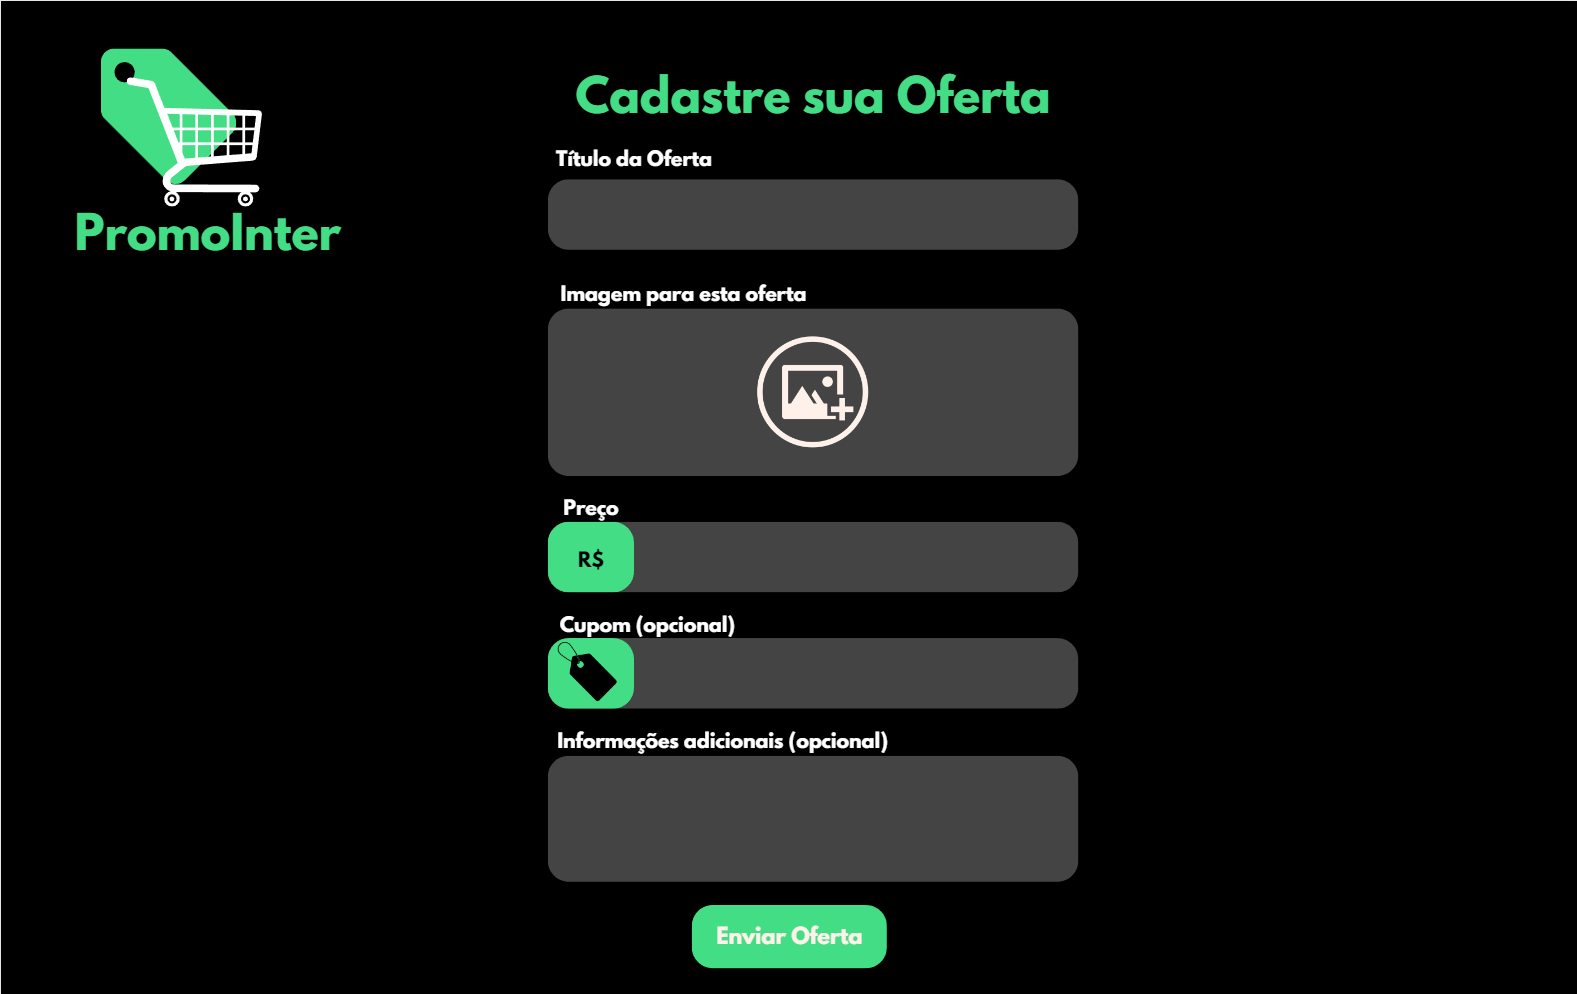 PromoInter
Cadastre sua Oferta
Título da Oferta
Imagem para esta oferta
Preço
R$
Cupom (opcional)
Informações adicionais (opcional)
Enviar Oferta